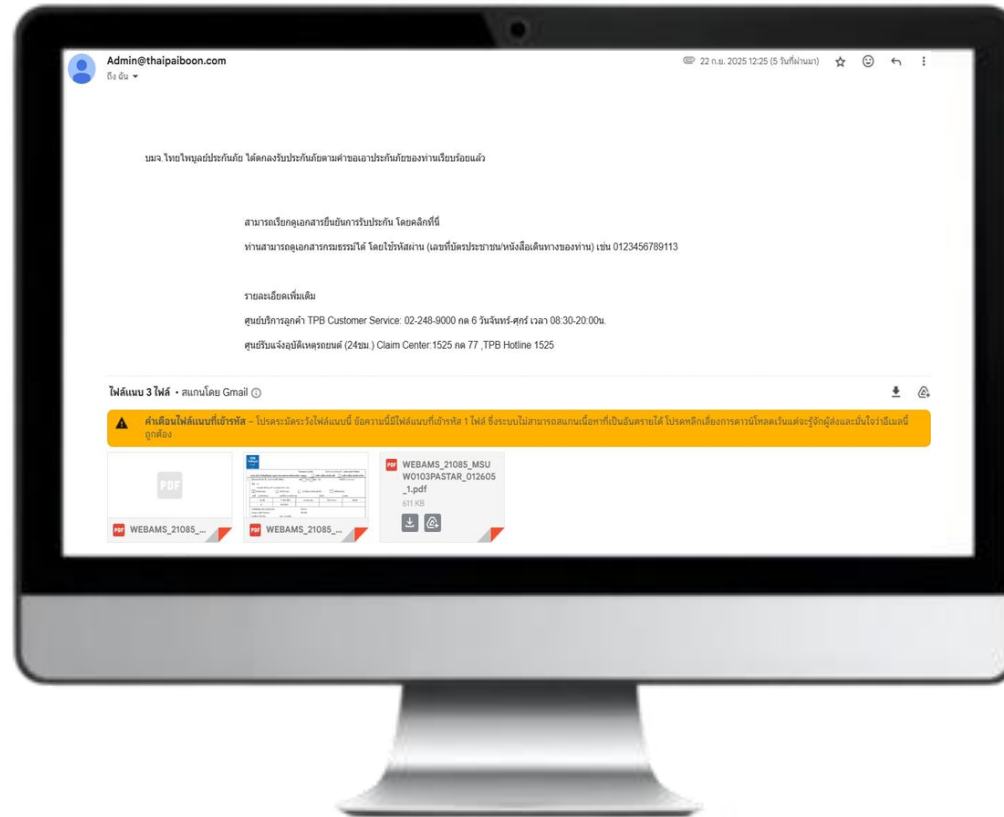 Admin@thaipaiboon.com
22 ก.ย. 2025 12:25 (5 วันที่ผ่านมา)
ถึง ฉัน
บมจ.ไทยไพบูลย์ประกันภัย ได้ตกลงรับประกันภัยตามคำขอเอาประกันภัยของท่านเรียบร้อยแล้ว
สามารถเรียกดูเอกสารยืนยันการรับประกัน โดยคลิกที่นี่
ท่านสามารถดูเอกสารกรมธรรม์ได้ โดยใช้รหัสผ่าน (เลขที่บัตรประชาชน/หนังสือเดินทางของท่าน) เช่น 0123456789113
รายละเอียดเพิ่มเติม
ศูนย์บริการลูกค้า TPB Customer Service: 02-248-9000 กด 6 วันจันทร์-ศุกร์ เวลา 08:30-20:00น.
ศูนย์รับแจ้งอุบัติเหตุรถยนต์ (24ชม.) Claim Center:1525 กด 77 ,TPB Hotline 1525
ไฟล์แนบ 3 ไฟล์ • สแกนโดย Gmail
คำเตือนไฟล์แนบที่เข้ารหัส – โปรดระมัดระวังไฟล์แนบนี้ ข้อความนี้มีไฟล์แนบที่เข้ารหัส 1 ไฟล์ ซึ่งระบบไม่สามารถสแกนเนื้อหาที่เป็นอันตรายได้ โปรดหลีกเลี่ยงการดาวน์โหลดเว้นแต่จะรู้จักผู้ส่งและมั่นใจว่าอีเมลนี้
ถูกต้อง
PDF
PDF WEBAMS_21085_...
PDF WEBAMS_21085_...
PDF WEBAMS_21085_MSU
W0103PASTAR_012605
_1.pdf
611 KB